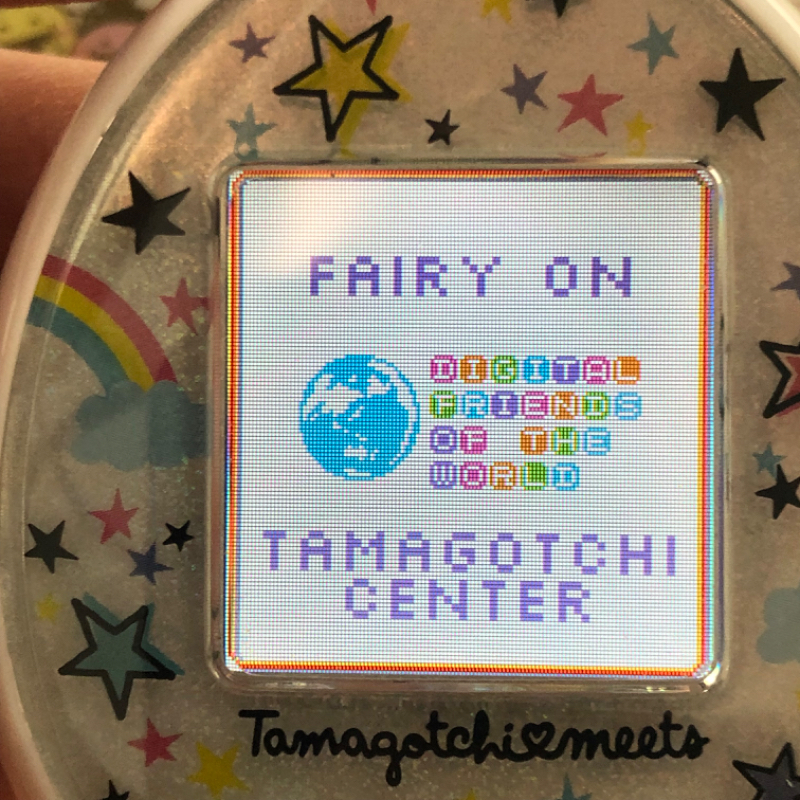 FAIRY ON
DIGITAL
FRIENDS
OF THE
WORLD
TAMAGOTCHI
CENTER
Tamagotchi♡meets